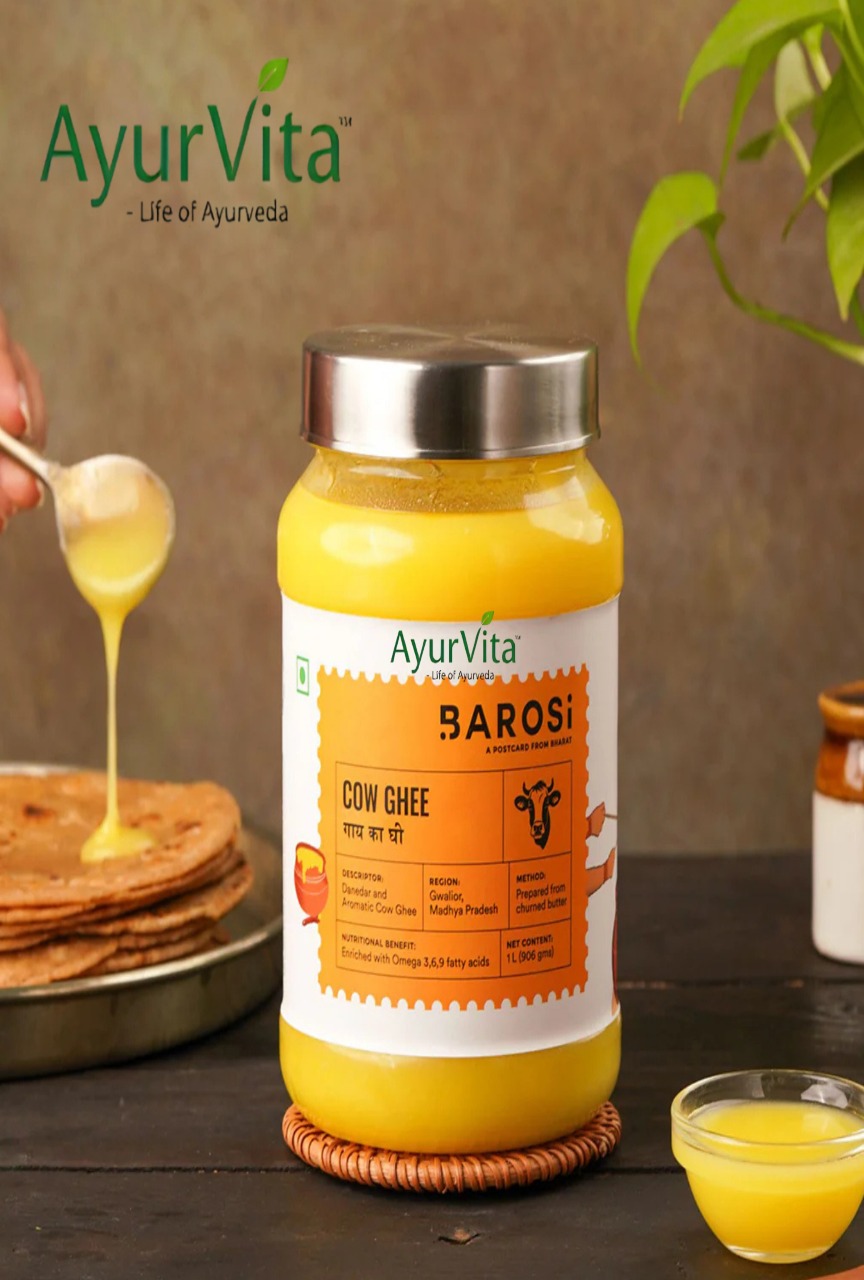 AyurVita™
- Life of Ayurveda
AyurVita™
- Life of Ayurveda
BAROSi
A POSTCARD FROM BHARAT
COW GHEE
गाय का घी
DESCRIPTOR:
Danedar and
Aromatic Cow Ghee
REGION:
Gwalior,
Madhya Pradesh
METHOD:
Prepared from
churned butter
NUTRITIONAL BENEFIT:
Enriched with Omega 3,6,9 fatty acids
NET CONTENT:
1 L (906 gms)